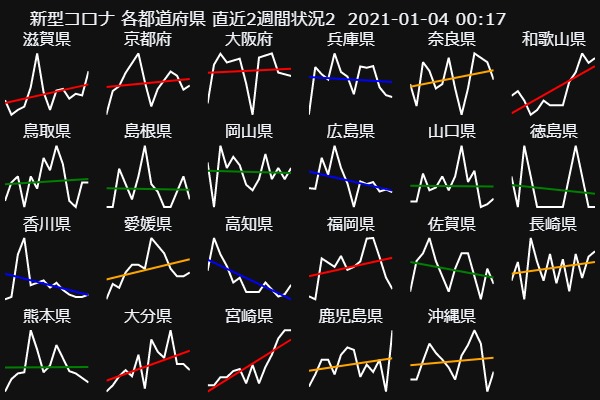 新型コロナ 各都道府県 直近2週間状況2 2021-01-04 00:17
滋賀県 京都府 大阪府 兵庫県 奈良県 和歌山県
鳥取県 島根県 岡山県 広島県 山口県 徳島県
香川県 愛媛県 高知県 福岡県 佐賀県 長崎県
熊本県 大分県 宮崎県 鹿児島県 沖縄県